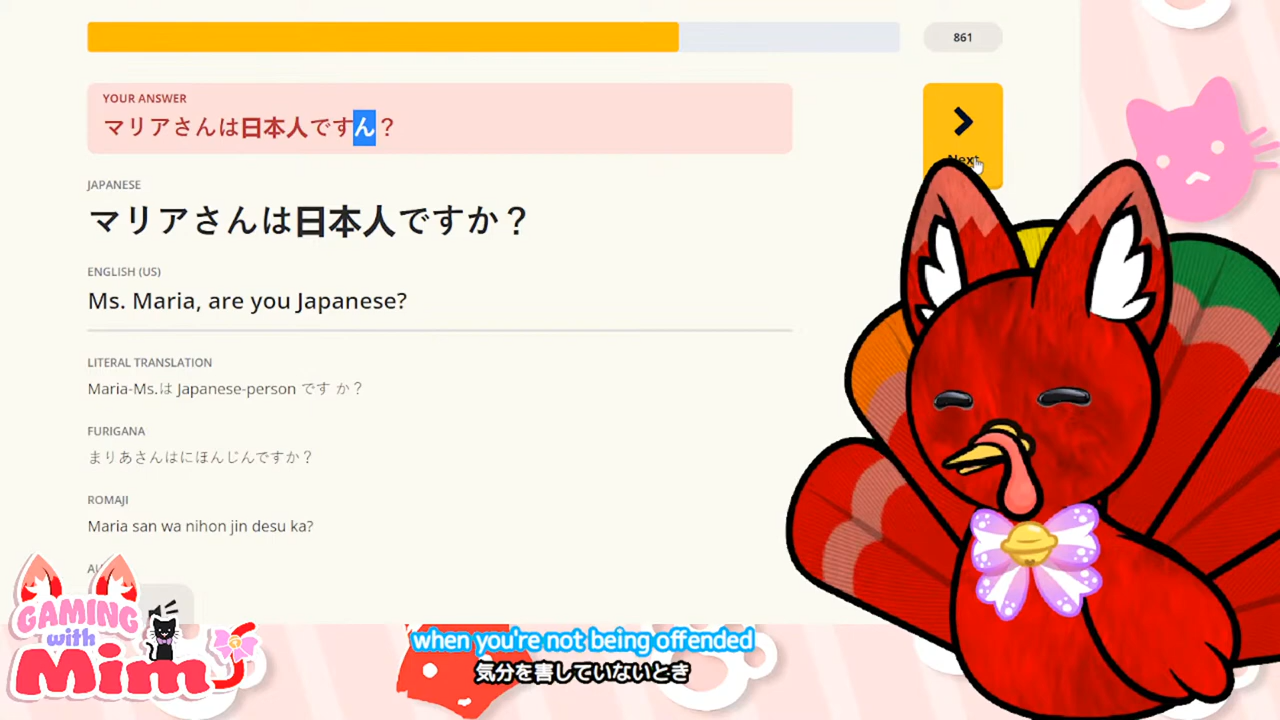 861
YOUR ANSWER
マリアさんは日本人ですん？
Next
JAPANESE
マリアさんは日本人ですか？
ENGLISH (US)
Ms. Maria, are you Japanese?
LITERAL TRANSLATION
Maria-Ms.は Japanese-person です か？
FURIGANA
まりあさんはにほんじんですか？
ROMAJI
Maria san wa nihon jin desu ka?
GAMING
with
Mim
when you're not being offended
気分を害していないとき